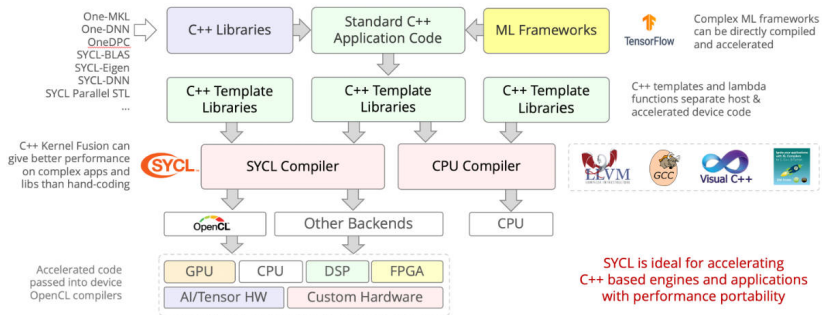 One-MKL
One-DNN
OneDPC
SYCL-BLAS
SYCL-Eigen
SYCL-DNN
SYCL Parallel STL
...
C++ Libraries
Standard C++
Application Code
ML Frameworks
TensorFlow
Complex ML frameworks
can be directly compiled
and accelerated
C++ Template
Libraries
C++ Template
Libraries
C++ Template
Libraries
C++ templates and lambda
functions separate host &
accelerated device code
C++ Kernel Fusion can
give better performance
on complex apps and
libs than hand-coding
SYCL
SYCL Compiler
CPU Compiler
LLVM
GCC
Visual C++
OpenCL
Other Backends
CPU
Accelerated code
passed into device
OpenCL compilers
GPU
CPU
DSP
FPGA
AI/Tensor HW
Custom Hardware
SYCL is ideal for accelerating
C++ based engines and applications
with performance portability